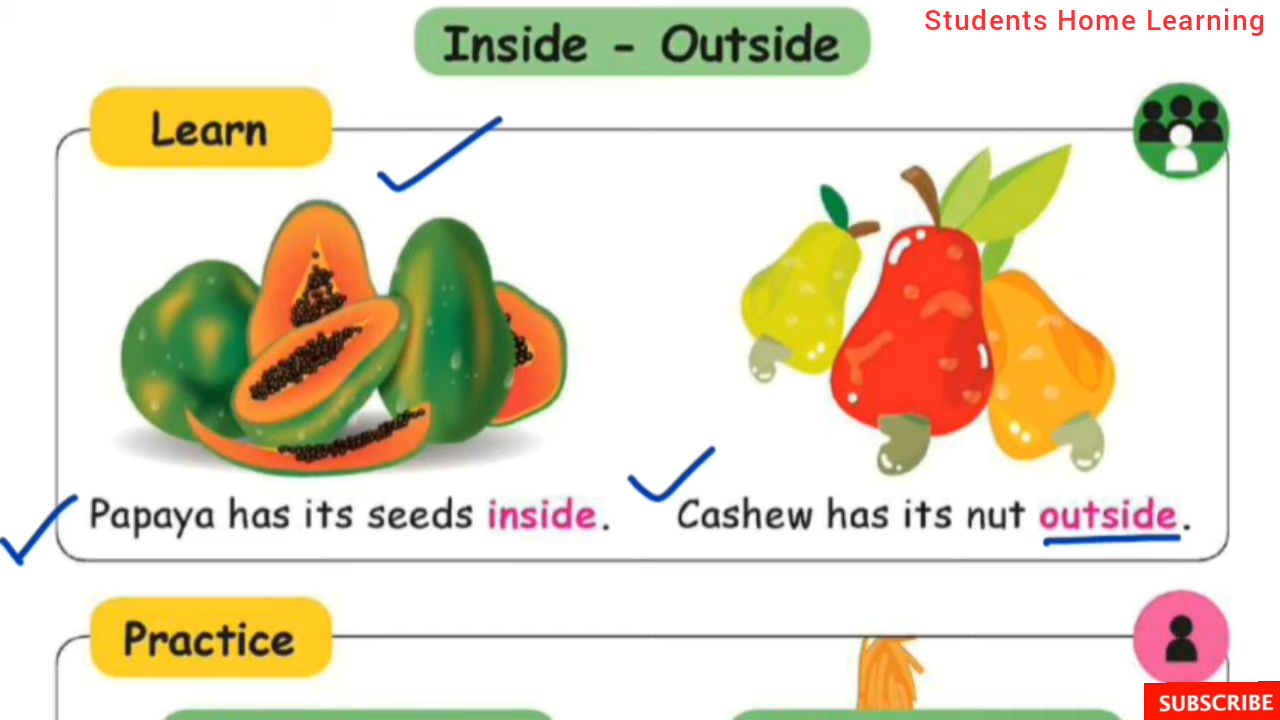 Students Home Learning
Inside - Outside
Learn
Papaya has its seeds inside.
Cashew has its nut outside.
Practice
SUBSCRIBE